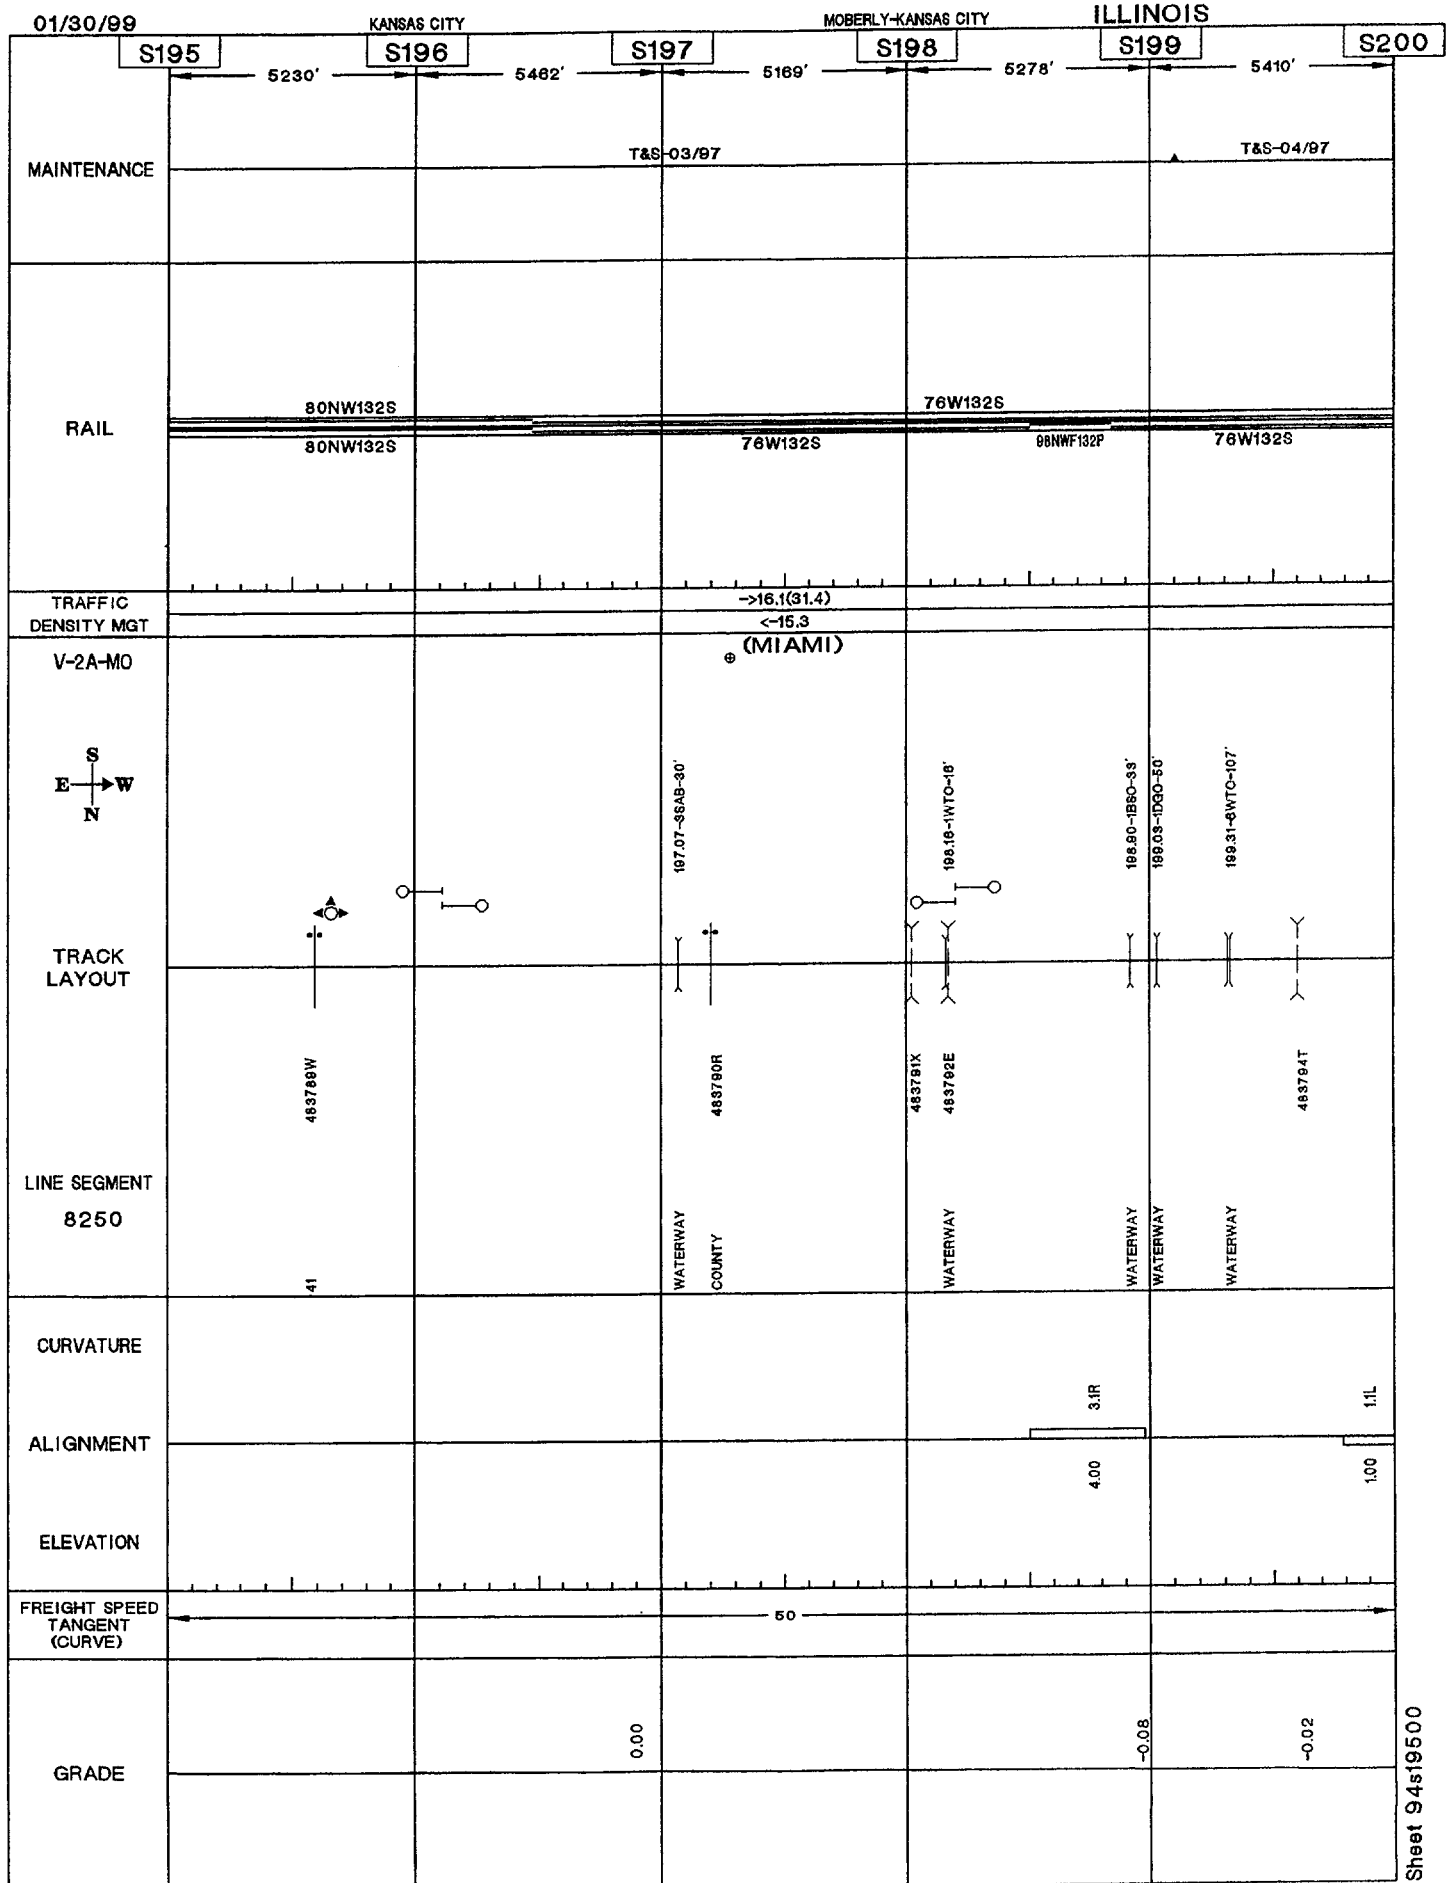 01/30/99
KANSAS CITY
MOBERLY-KANSAS CITY
ILLINOIS
S195
S196
S197
S198
S199
S200
5230'
5462'
5169'
5278'
5410'
MAINTENANCE
T&S-03/97
T&S-04/97
RAIL
80NW132S
76W132S
80NW132S
76W132S
98NWF132P
76W132S
TRAFFIC
DENSITY MGT
->16.1(31.4)
<-15.3
V-2A-MO
(MIAMI)
S
E W
N
197.07-3SAB-30'
198.16-1WTO-16'
198.90-1BSO-33'
199.03-1DGO-50'
199.31-6WTO-107'
TRACK
LAYOUT
483789W
483790R
483791X
483792E
483794T
LINE SEGMENT
8250
41
WATERWAY
COUNTY
WATERWAY
WATERWAY
WATERWAY
WATERWAY
CURVATURE
3.1R
1.1L
ALIGNMENT
4.00
1.00
ELEVATION
FREIGHT SPEED
TANGENT
(CURVE)
50
GRADE
0.00
-0.08
-0.02
Sheet 94s19500